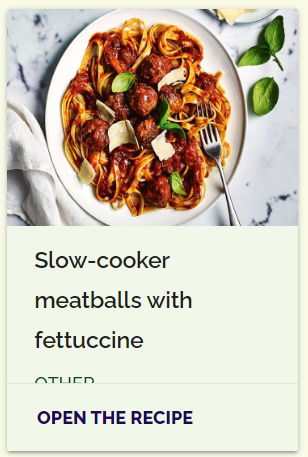 Slow-cooker
meatballs with
fettuccine
OTHER
OPEN THE RECIPE